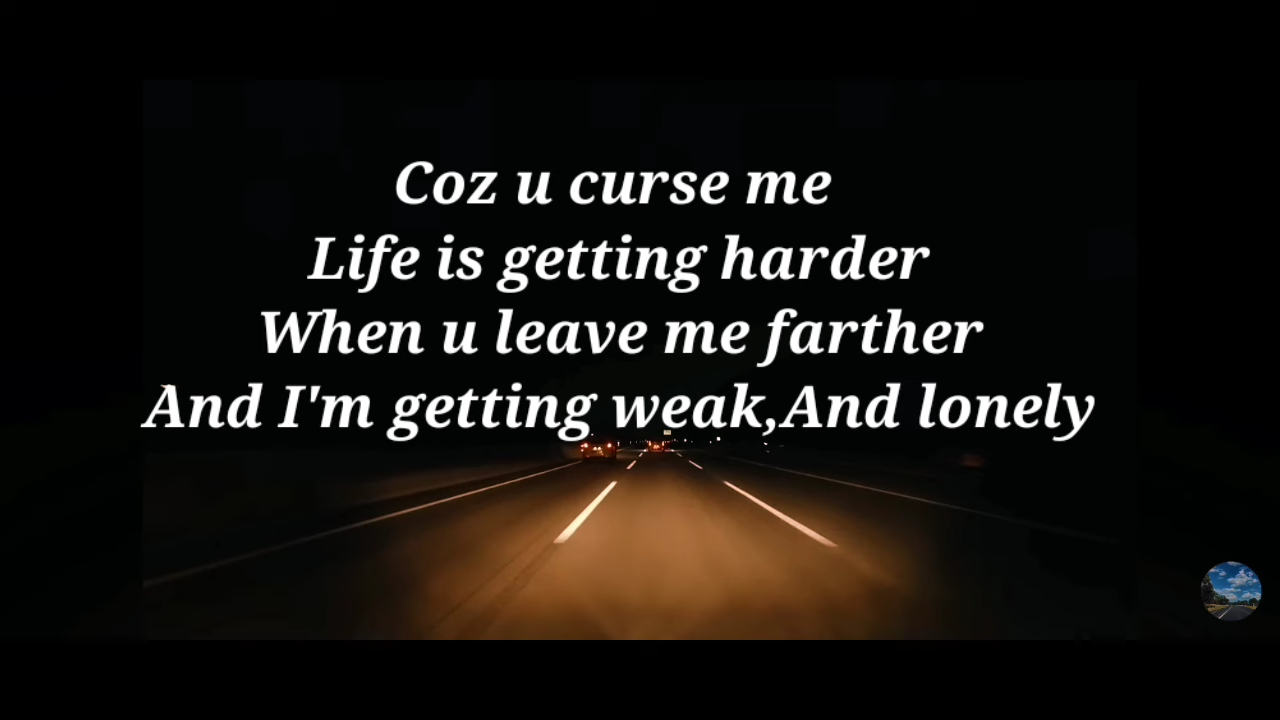 Coz u curse me
Life is getting harder
When u leave me farther
And I'm getting weak,And lonely